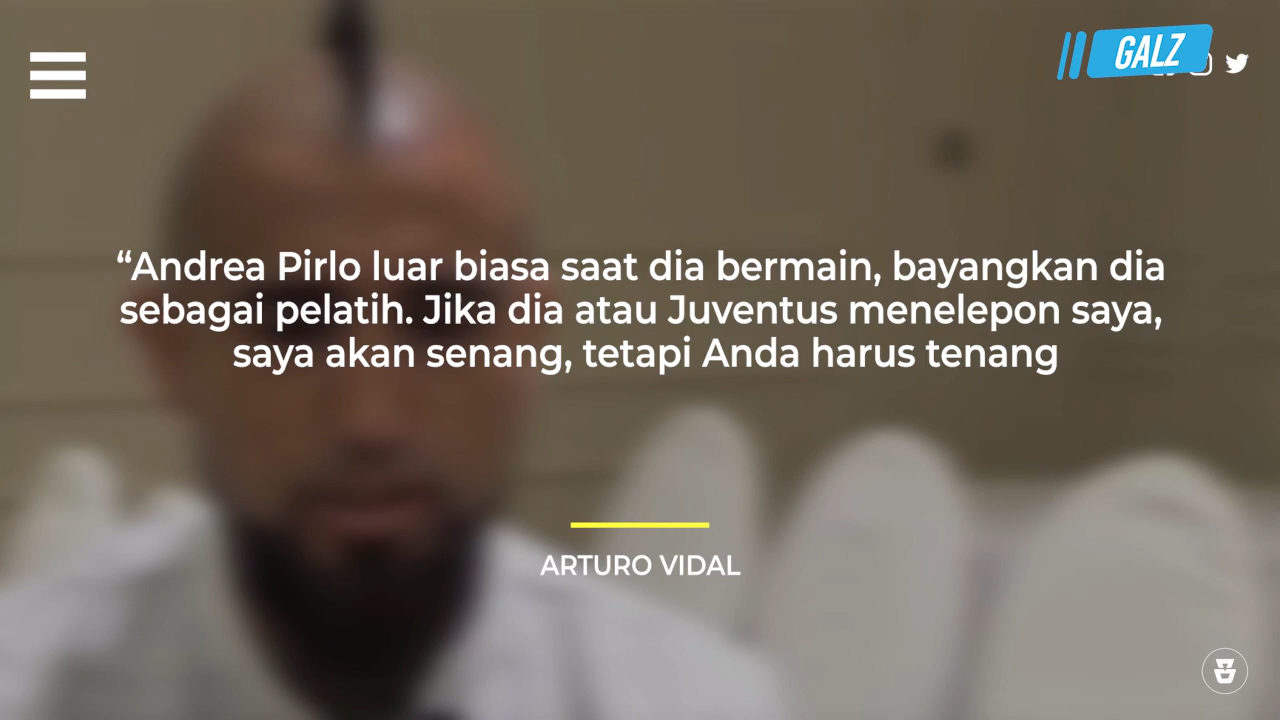 GALZ
“Andrea Pirlo luar biasa saat dia bermain, bayangkan dia
sebagai pelatih. Jika dia atau Juventus menelepon saya,
saya akan senang, tetapi Anda harus tenang
ARTURO VIDAL